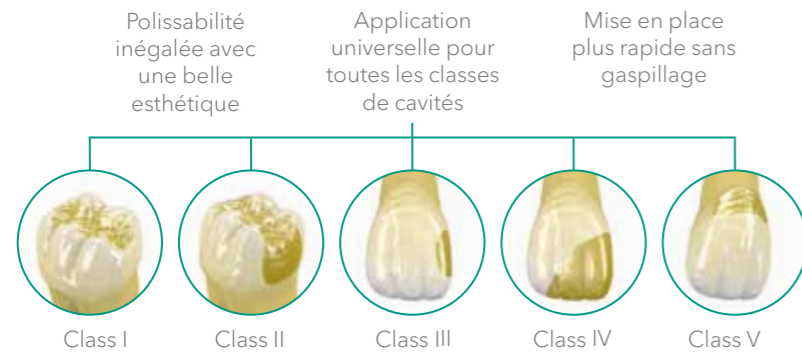 Polissabilité
inégalée avec
une belle
esthétique
Application
universelle pour
toutes les classes
de cavités
Mise en place
plus rapide sans
gaspillage
Class I
Class II
Class III
Class IV
Class V